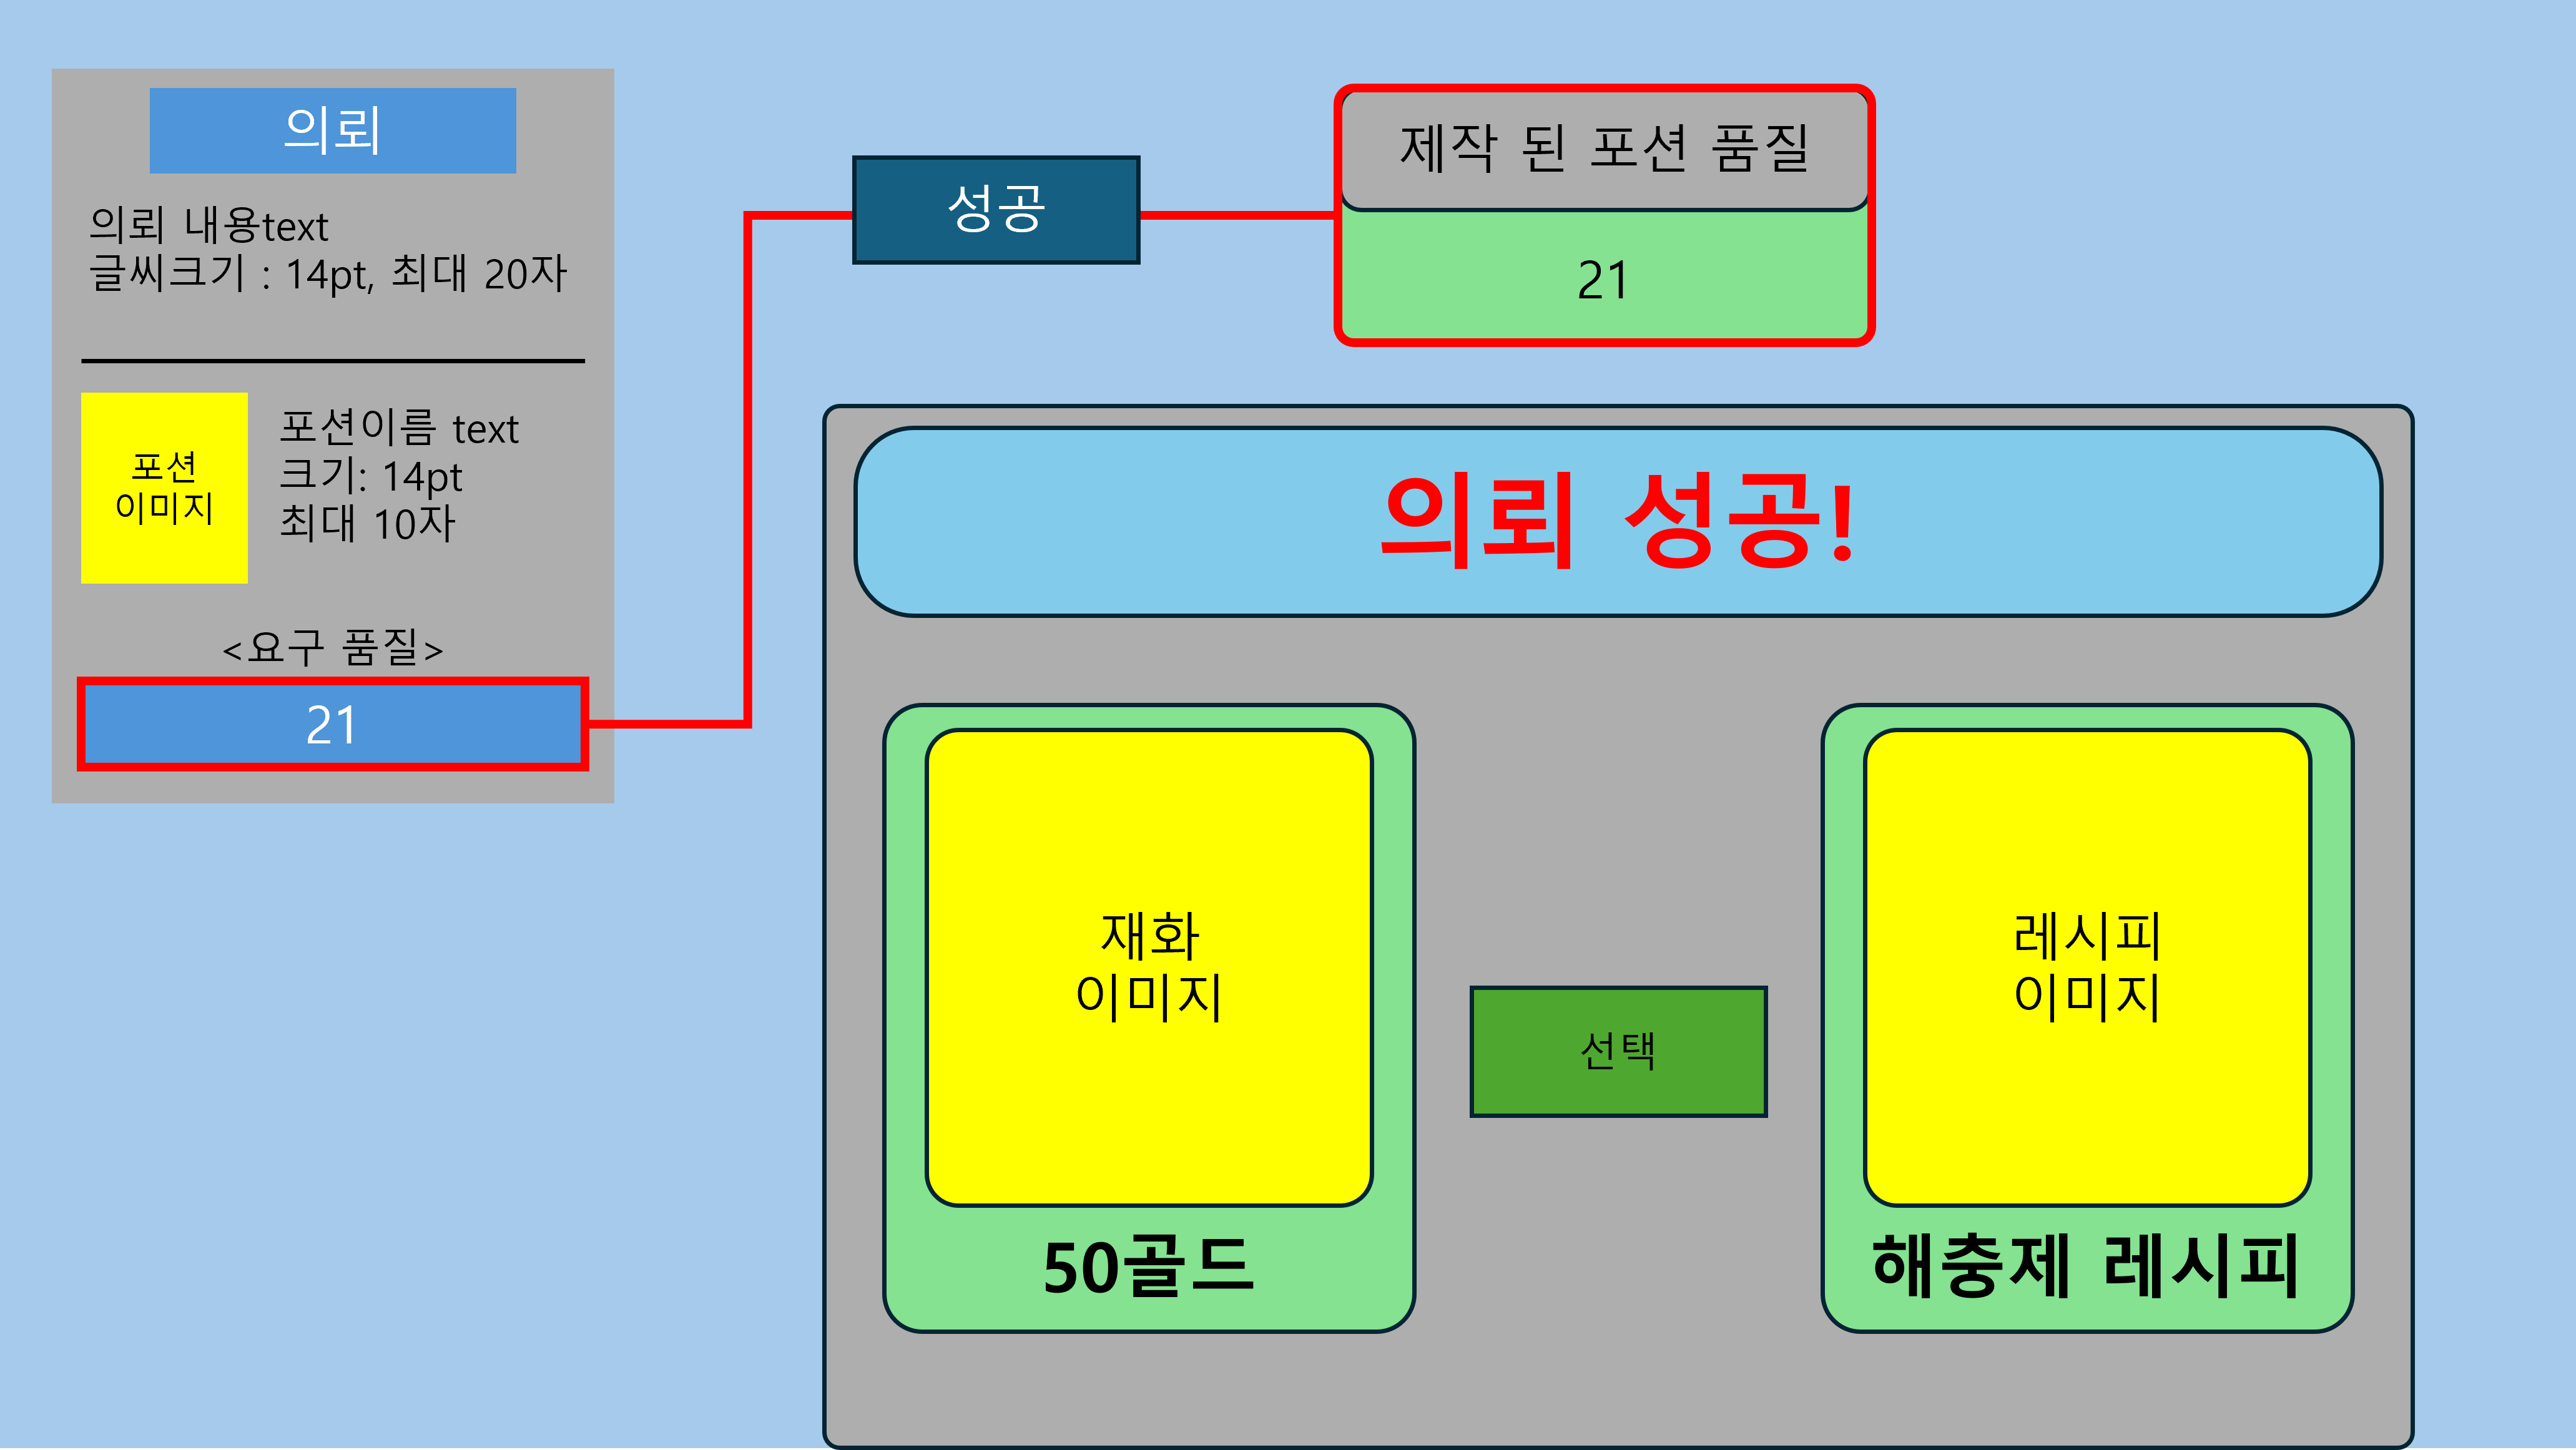 의뢰
의뢰 내용text
글씨크기 : 14pt, 최대 20자
포션
이미지
포션이름 text
크기: 14pt
최대 10자
<요구 품질>
21
성공
제작 된 포션 품질
21
의뢰 성공!
재화
이미지
50골드
선택
레시피
이미지
해충제 레시피